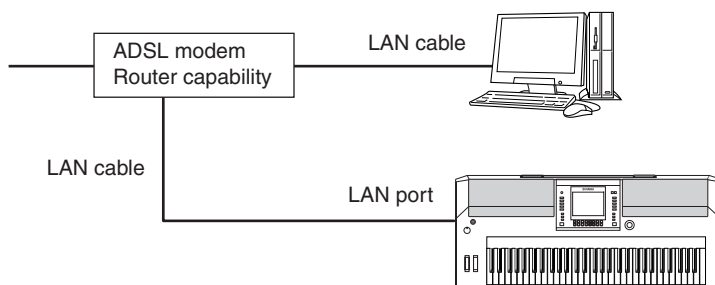 ADSL modem
Router capability
LAN cable
LAN cable
LAN port